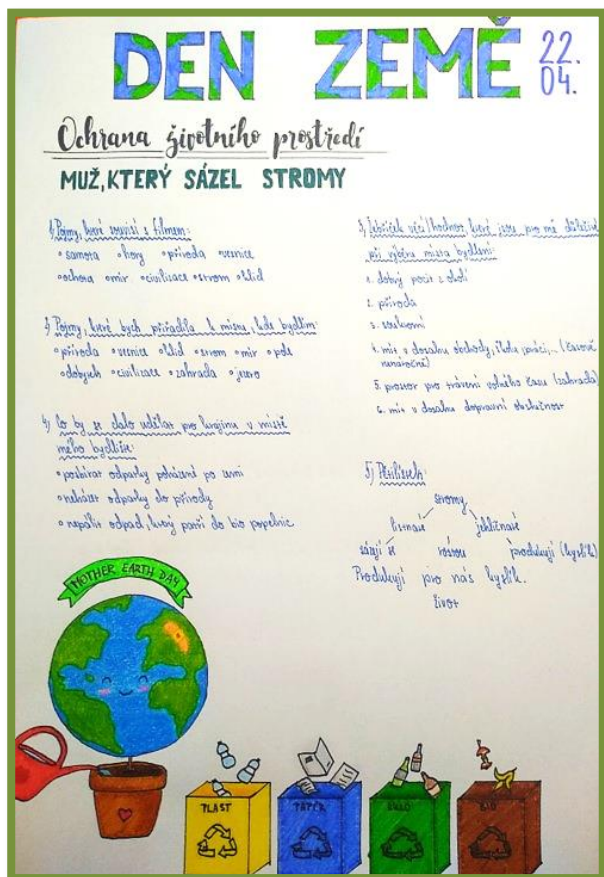 DEN ZEMĚ 22.
04.
Ochrana životního prostředí
MUŽ, KTERÝ SÁZEL STROMY
1) Pojmy, které souvisí s filmem:
• samota • hory • příroda • vesnice
• ochota • mír • civilizace • strom • klid
2) Pojmy, které bych přiřadila k místu, kde bydlím:
• příroda • vesnice • klid • strom • mír • pole
• dobytek • civilizace • zahrada •
4) Co by se dalo udělat pro krajinu v místě
mého bydliště:
• posbírat odpadky poházené po zemi
• neházet odpadky do přírody
• nepálit odpad, který patří do bio popelnic
3) Žebříček věcí/hodnot, které jsou pro mě důležité
při výběru místa bydlení:
1. dobrý pocit z okolí
2. příroda
3. soukromí
4. mít v dosahu obchody, školu, práci,... (časově
nenáročné)
5. prostor pro trávení volného času (zahrada)
6. mít v dosahu dopravní obslužnost
5) Pětilístek:
stromy
listnaté jehličnaté
sázejí se rostou produkují (kyslík)
Produkují pro nás kyslík.
život
MOTHER EARTH DAY
PLAST PAPÍR SKLO BIO